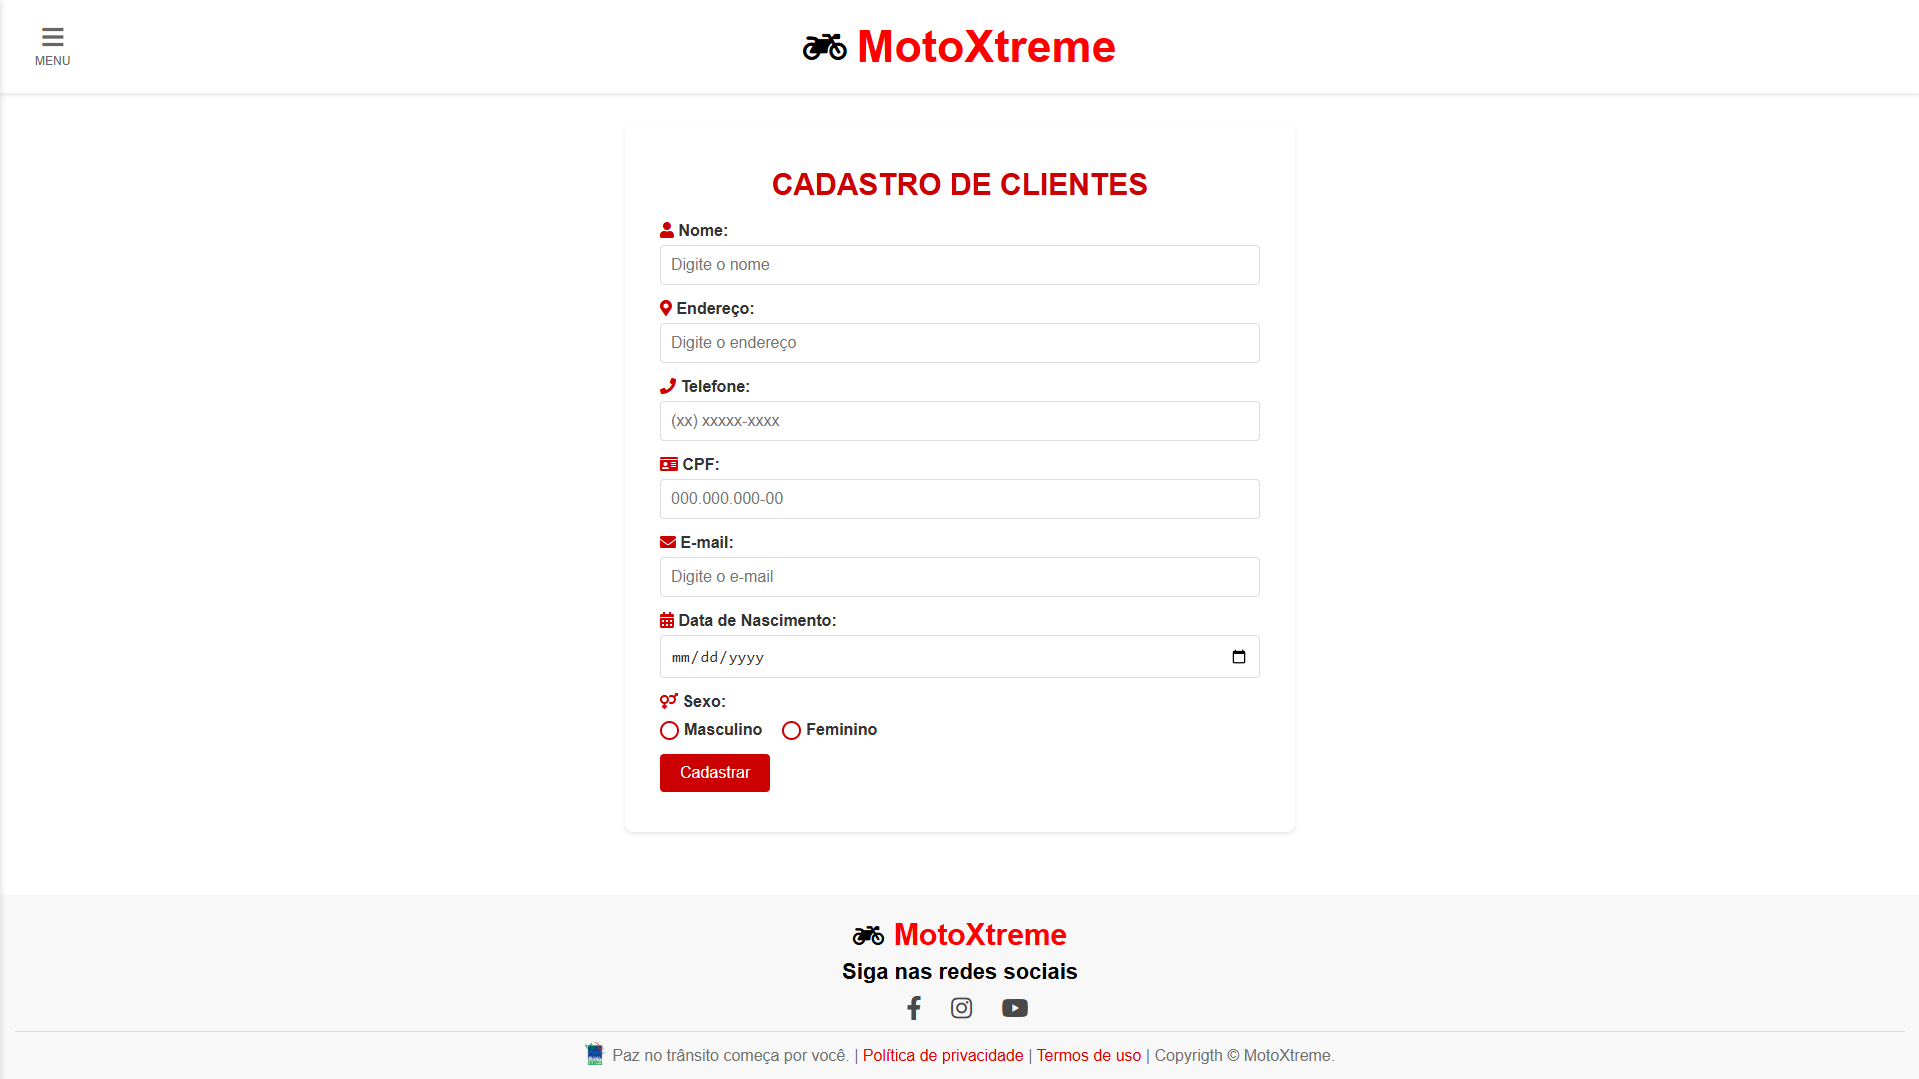 MENU
MotoXtreme
CADASTRO DE CLIENTES
Nome:
Digite o nome
Endereço:
Digite o endereço
Telefone:
(xx) xxxxx-xxxx
CPF:
000.000.000-00
E-mail:
Digite o e-mail
Data de Nascimento:
mm/dd/yyyy
Sexo:
Masculino Feminino
Cadastrar
MotoXtreme
Siga nas redes sociais
Paz no trânsito começa por você. | Política de privacidade | Termos de uso | Copyrigth © MotoXtreme.